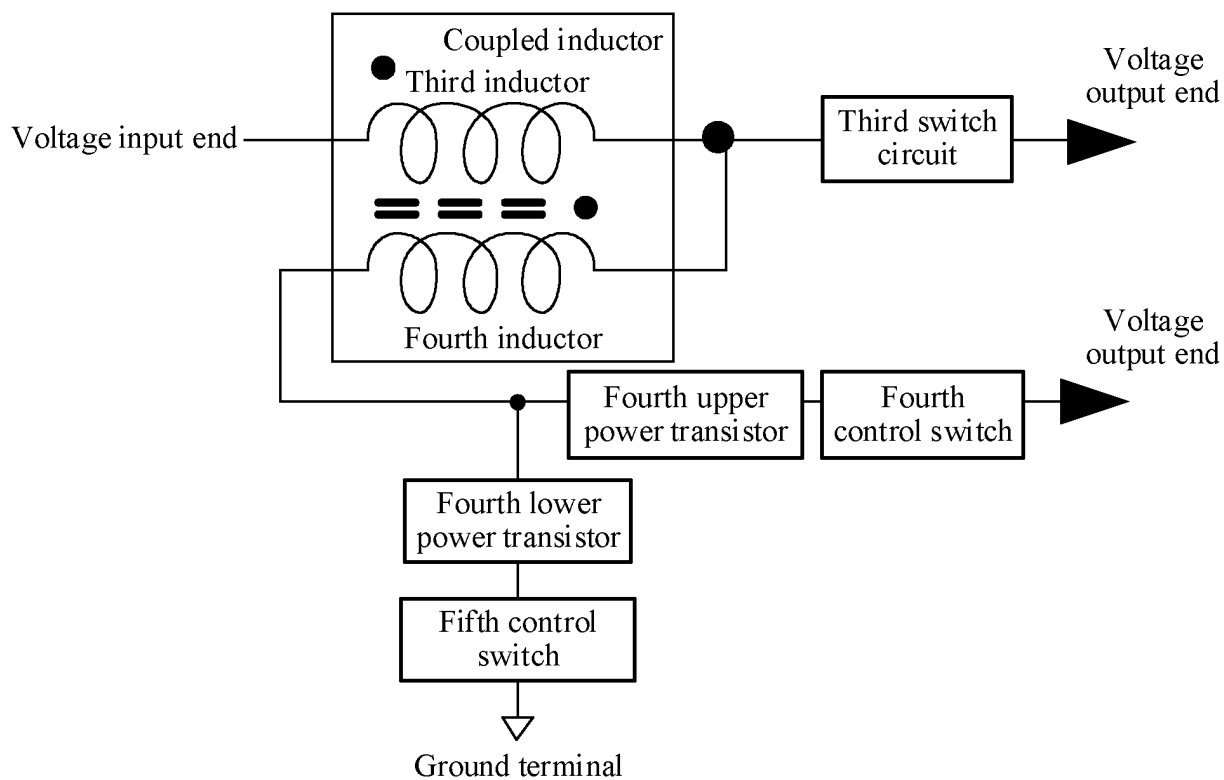 Coupled inductor
Third inductor
Voltage input end
Third switch
circuit
Voltage
output end
Fourth inductor
Voltage
output end
Fourth upper
power transistor
Fourth
control switch
Fourth lower
power transistor
Fifth control
switch
Ground terminal